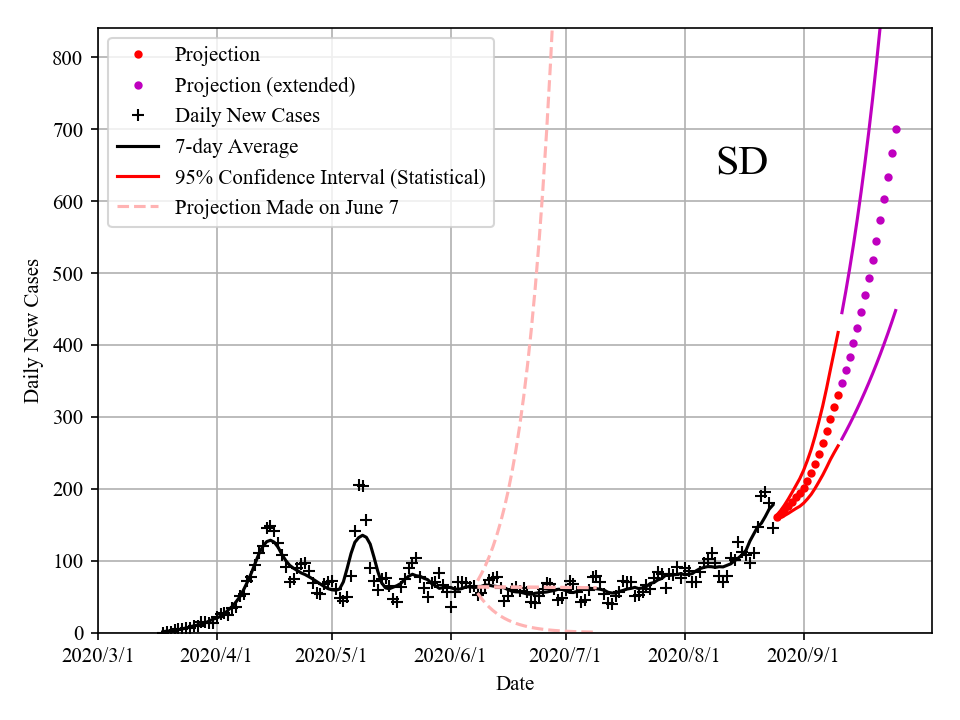 Projection
Projection (extended)
Daily New Cases
7-day Average
95% Confidence Interval (Statistical)
Projection Made on June 7
SD
Daily New Cases
800
700
600
500
400
300
200
100
0
2020/3/1 2020/4/1 2020/5/1 2020/6/1 2020/7/1 2020/8/1 2020/9/1
Date